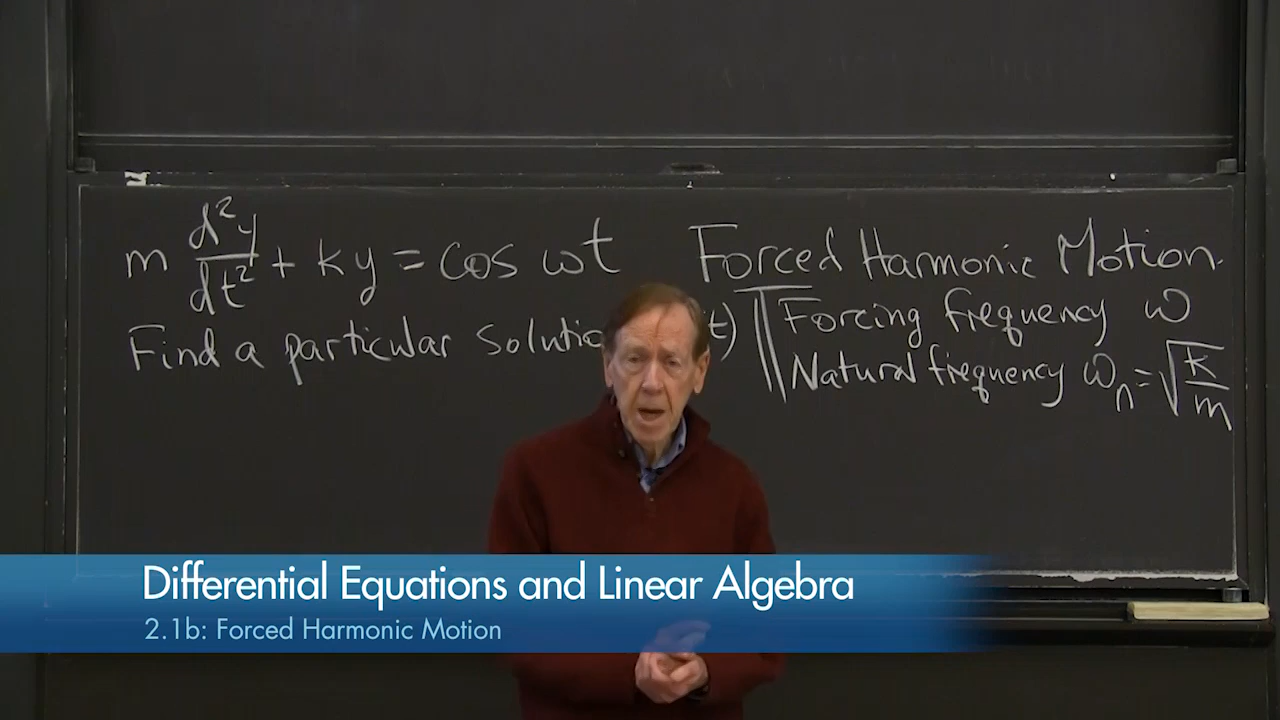 m d²y/dt² + ky = cos ωt
Forced Harmonic Motion.
Find a particular solutio t)
Forcing frequency ω
Natural frequency ωₙ = √k/m
Differential Equations and Linear Algebra
2.1b: Forced Harmonic Motion